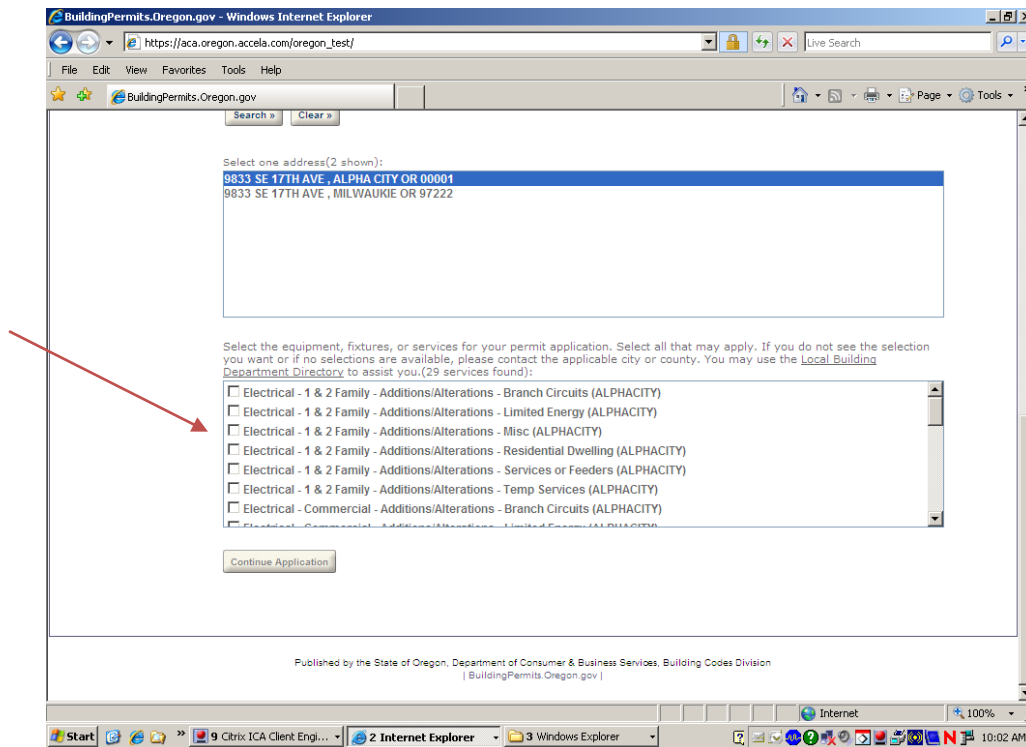 BuildingPermits.Oregon.gov - Windows Internet Explorer
https://aca.oregon.accela.com/oregon_test/
Live Search
File Edit View Favorites Tools Help
BuildingPermits.Oregon.gov
Page Tools
Search » Clear »
Select one address(2 shown):
9833 SE 17TH AVE , ALPHA CITY OR 00001
9833 SE 17TH AVE , MILWAUKIE OR 97222
Select the equipment, fixtures, or services for your permit application. Select all that may apply. If you do not see the selection
you want or if no selections are available, please contact the applicable city or county. You may use the Local Building
Department Directory to assist you.(29 services found):
Electrical - 1 & 2 Family - Additions/Alterations - Branch Circuits (ALPHACITY)
Electrical - 1 & 2 Family - Additions/Alterations - Limited Energy (ALPHACITY)
Electrical - 1 & 2 Family - Additions/Alterations - Misc (ALPHACITY)
Electrical - 1 & 2 Family - Additions/Alterations - Residential Dwelling (ALPHACITY)
Electrical - 1 & 2 Family - Additions/Alterations - Services or Feeders (ALPHACITY)
Electrical - 1 & 2 Family - Additions/Alterations - Temp Services (ALPHACITY)
Electrical - Commercial - Additions/Alterations - Branch Circuits (ALPHACITY)
Electrical - Commercial - Additions/Alterations - Limited Energy (ALPHACITY)
Continue Application
Published by the State of Oregon, Department of Consumer & Business Services, Building Codes Division
| BuildingPermits.Oregon.gov |
Internet 100%
Start » 9 Citrix ICA Client Engi... 2 Internet Explorer 3 Windows Explorer 10:02 AM